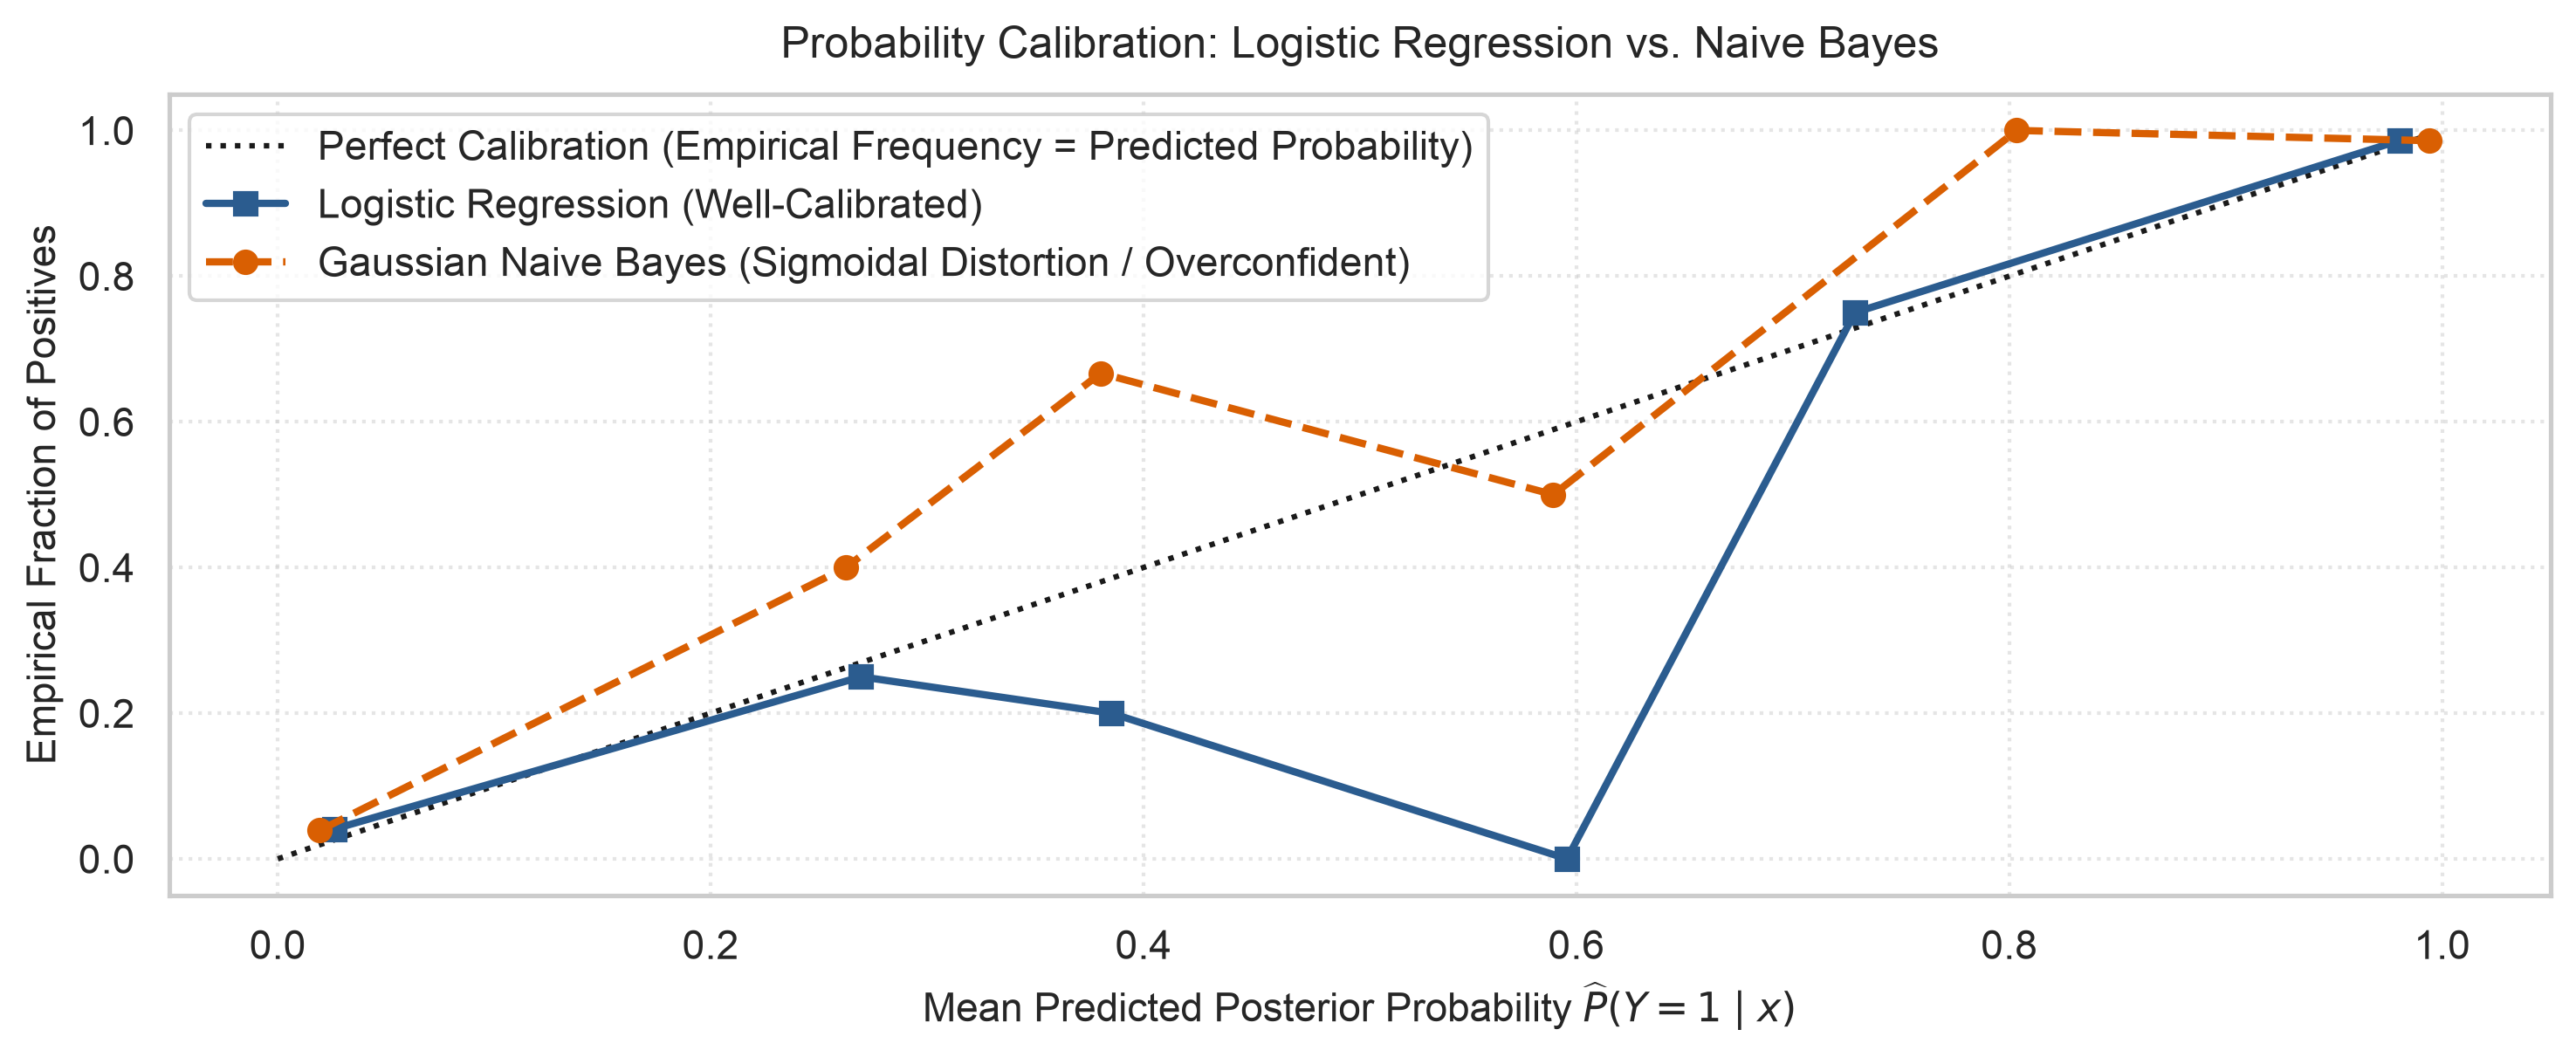 Probability Calibration: Logistic Regression vs. Naive Bayes
Perfect Calibration (Empirical Frequency = Predicted Probability)
Logistic Regression (Well-Calibrated)
Gaussian Naive Bayes (Sigmoidal Distortion / Overconfident)
Empirical Fraction of Positives
1.0
0.8
0.6
0.4
0.2
0.0
0.0 0.2 0.4 0.6 0.8 1.0
Mean Predicted Posterior Probability P̂(Y = 1 | x)